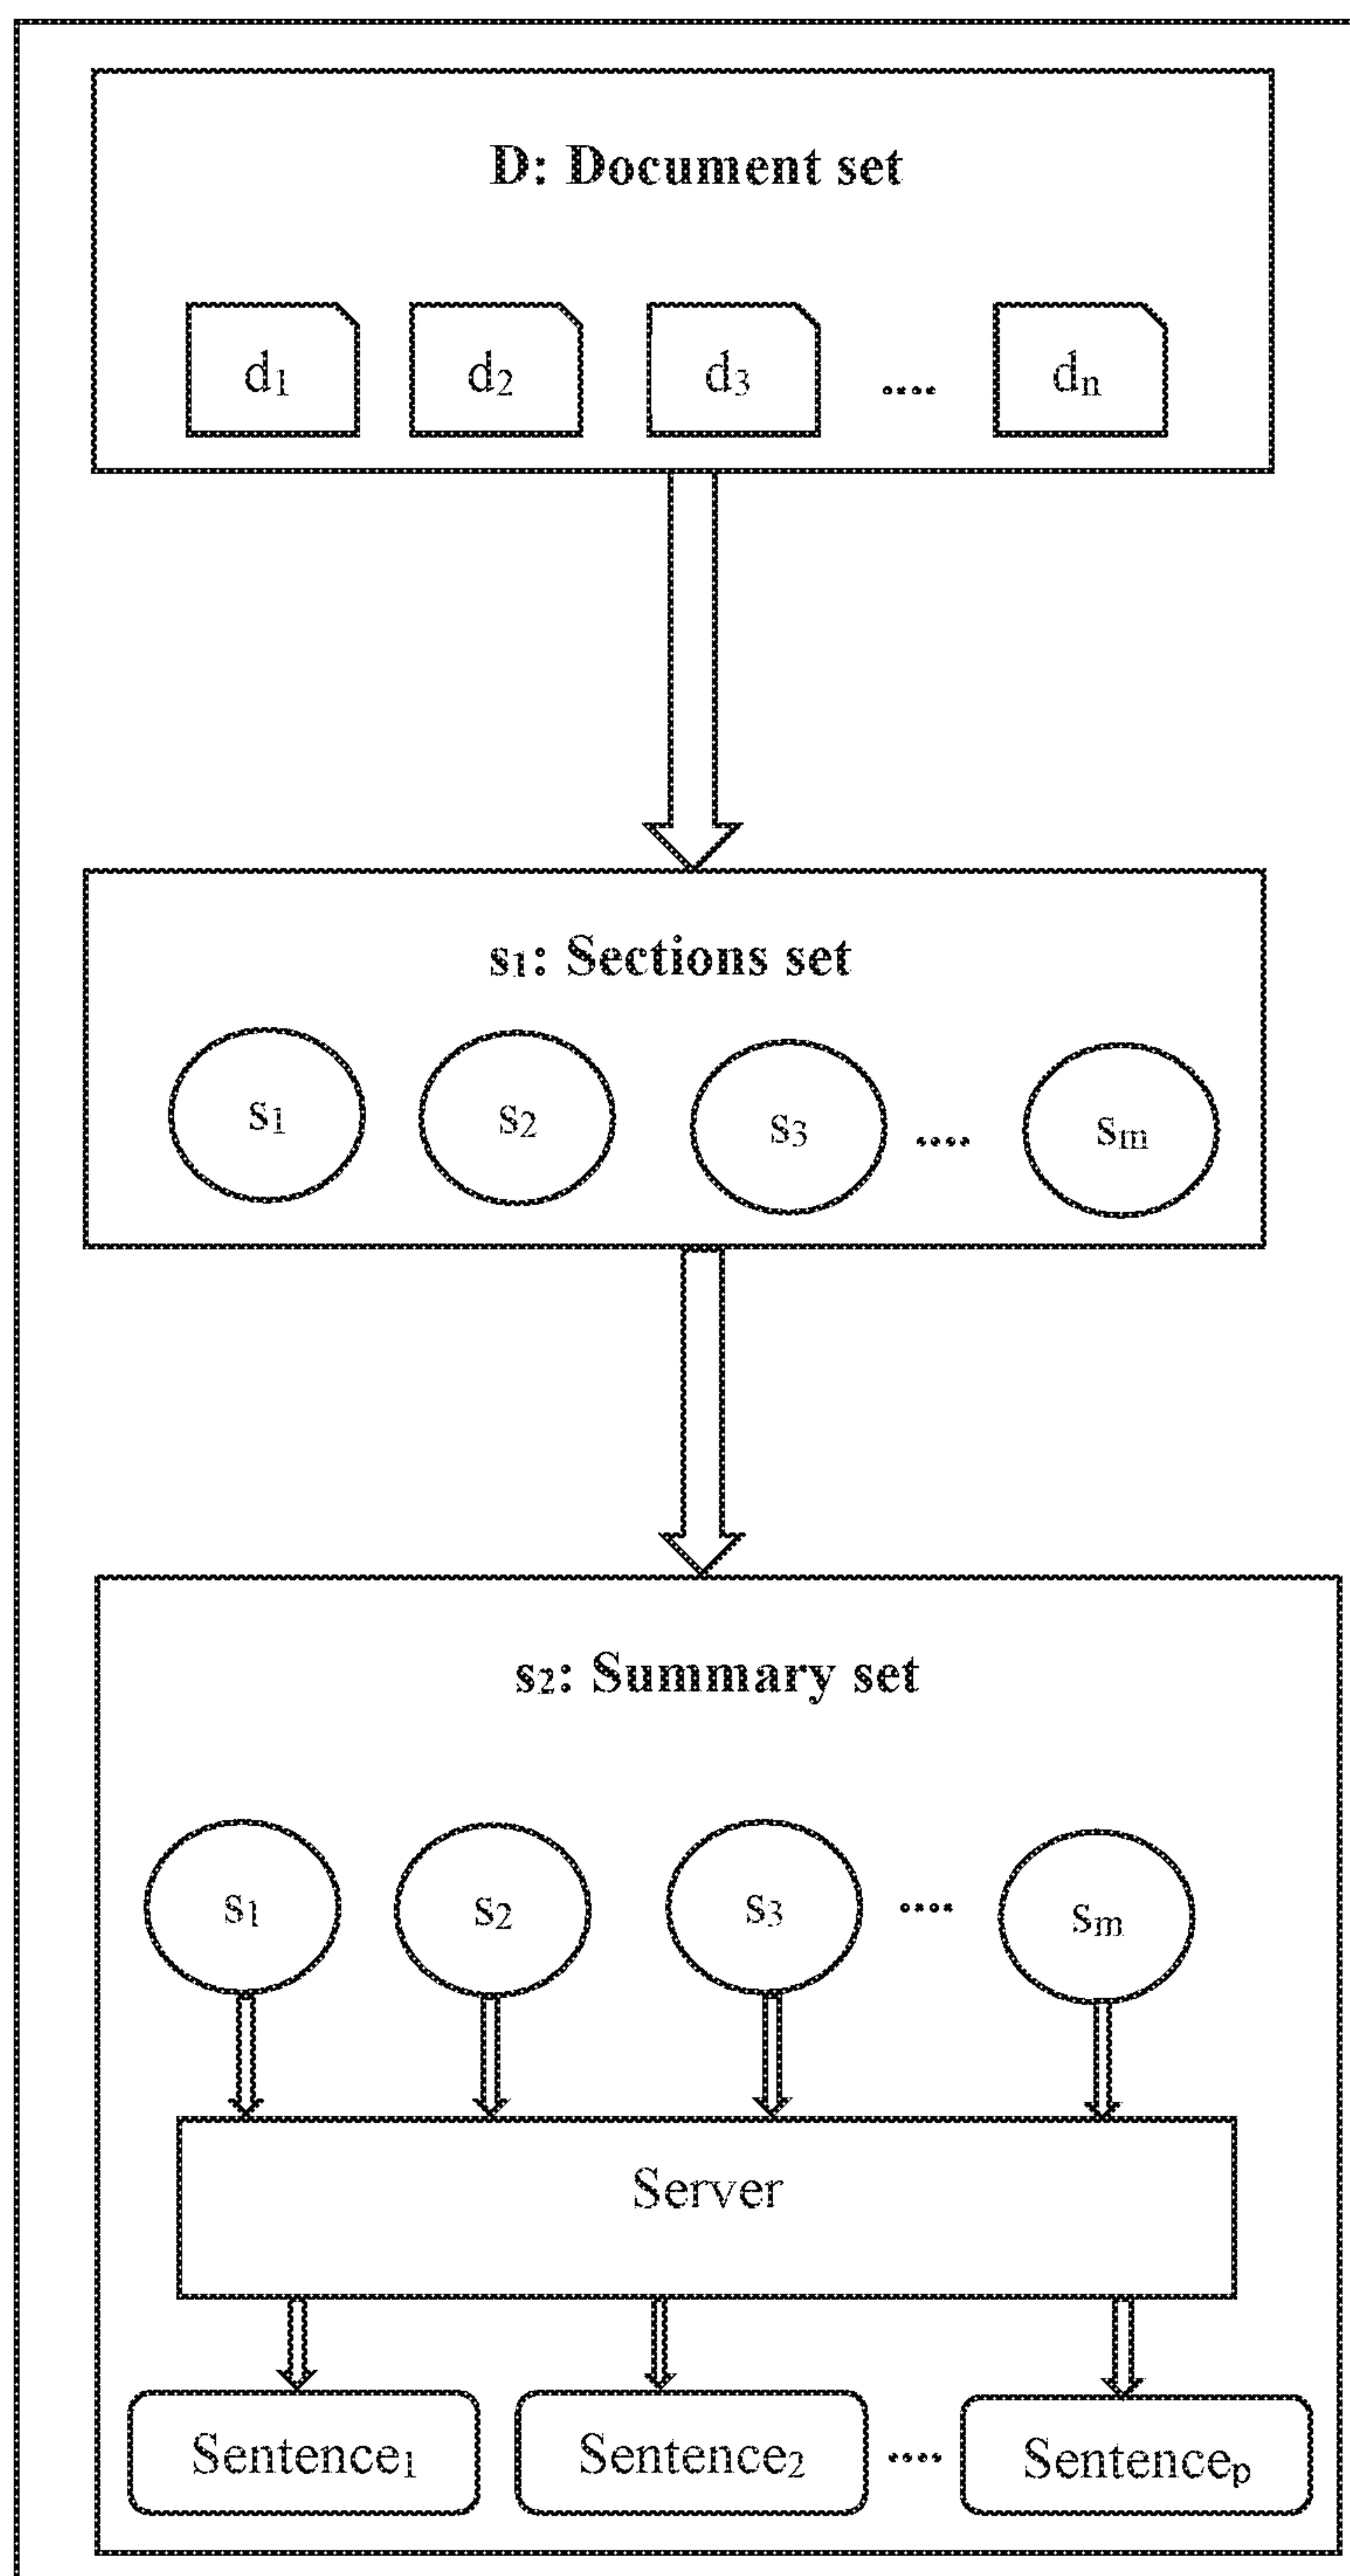 D: Document set
d₁ d₂ d₃ .... dₙ
s₁: Sections set
s₁ s₂ s₃ .... sₘ
s₂: Summary set
s₁ s₂ s₃ .... sₘ
Server
Sentence₁ Sentence₂ .... Sentenceₚ